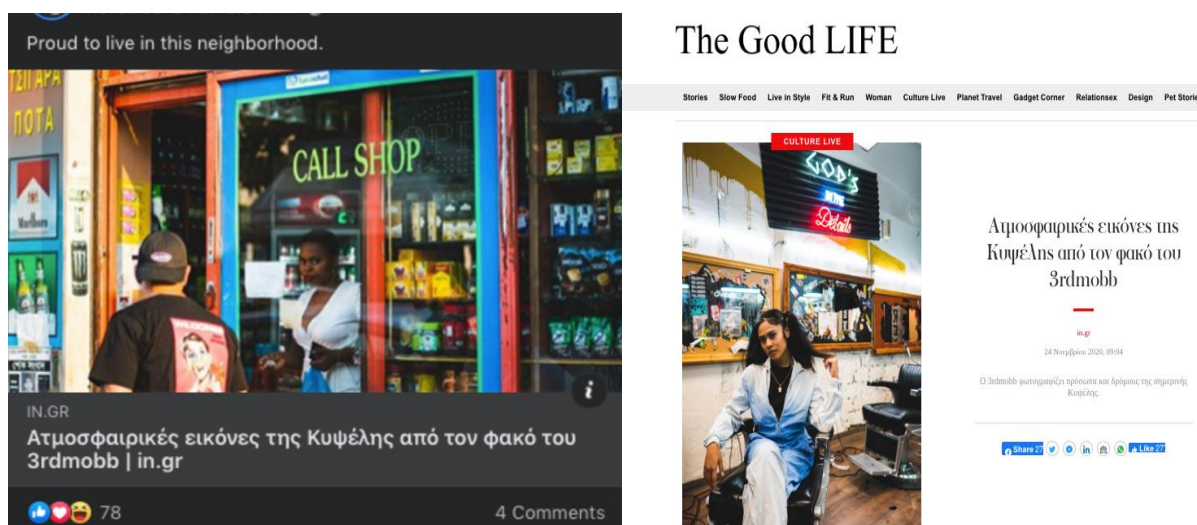 Proud to live in this neighborhood.
ΤΣΙΓΑΡΑ
ΠΟΤΑ
CALL SHOP
Marlboro
IN.GR
Ατμοσφαιρικές εικόνες της Κυψέλης από τον φακό του
3rdmobb | in.gr
78
4 Comments
The Good LIFE
Stories Slow Food Live in Style Fit & Run Woman Culture Live Planet Travel Gadget Corner Relationsex Design Pet Storie
CULTURE LIVE
GOD'S
IN THE
Details
Ατμοσφαιρικές εικόνες της
Κυψέλης από τον φακό του
3rdmobb
in.gr
24 Νοεμβρίου 2020, 09:04
Ο 3rdmobb φωτογραφίζει πρόσωπα και δρόμους της σημερινής
Κυψέλης.
Share 27
Like 27